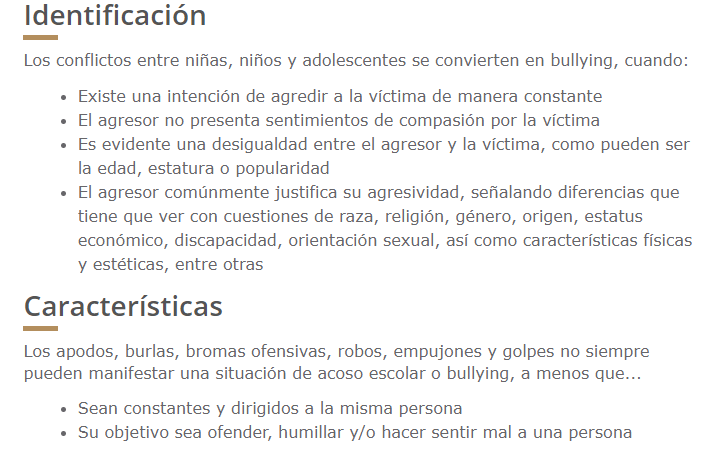 Identificación
Los conflictos entre niñas, niños y adolescentes se convierten en bullying, cuando:
• Existe una intención de agredir a la víctima de manera constante
• El agresor no presenta sentimientos de compasión por la víctima
• Es evidente una desigualdad entre el agresor y la víctima, como pueden ser
la edad, estatura o popularidad
• El agresor comúnmente justifica su agresividad, señalando diferencias que
tiene que ver con cuestiones de raza, religión, género, origen, estatus
económico, discapacidad, orientación sexual, así como características físicas
y estéticas, entre otras
Características
Los apodos, burlas, bromas ofensivas, robos, empujones y golpes no siempre
pueden manifestar una situación de acoso escolar o bullying, a menos que...
• Sean constantes y dirigidos a la misma persona
• Su objetivo sea ofender, humillar y/o hacer sentir mal a una persona